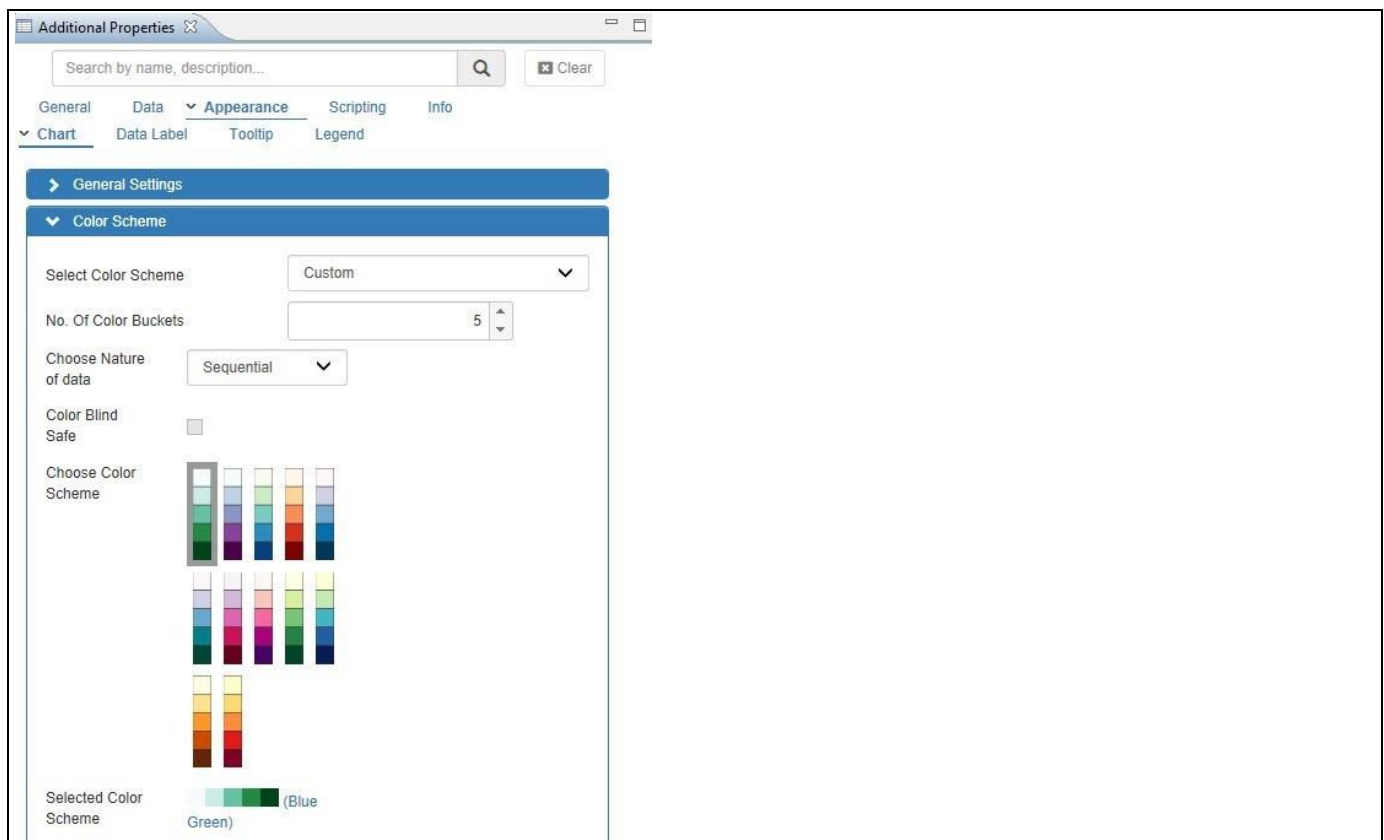 Additional Properties
Search by name, description...
Clear
General Data Appearance Scripting Info
Chart Data Label Tooltip Legend
General Settings
Color Scheme
Select Color Scheme Custom
No. Of Color Buckets 5
Choose Nature
of data
Sequential
Color Blind
Safe
Choose Color
Scheme
Selected Color
Scheme
(Blue
Green)